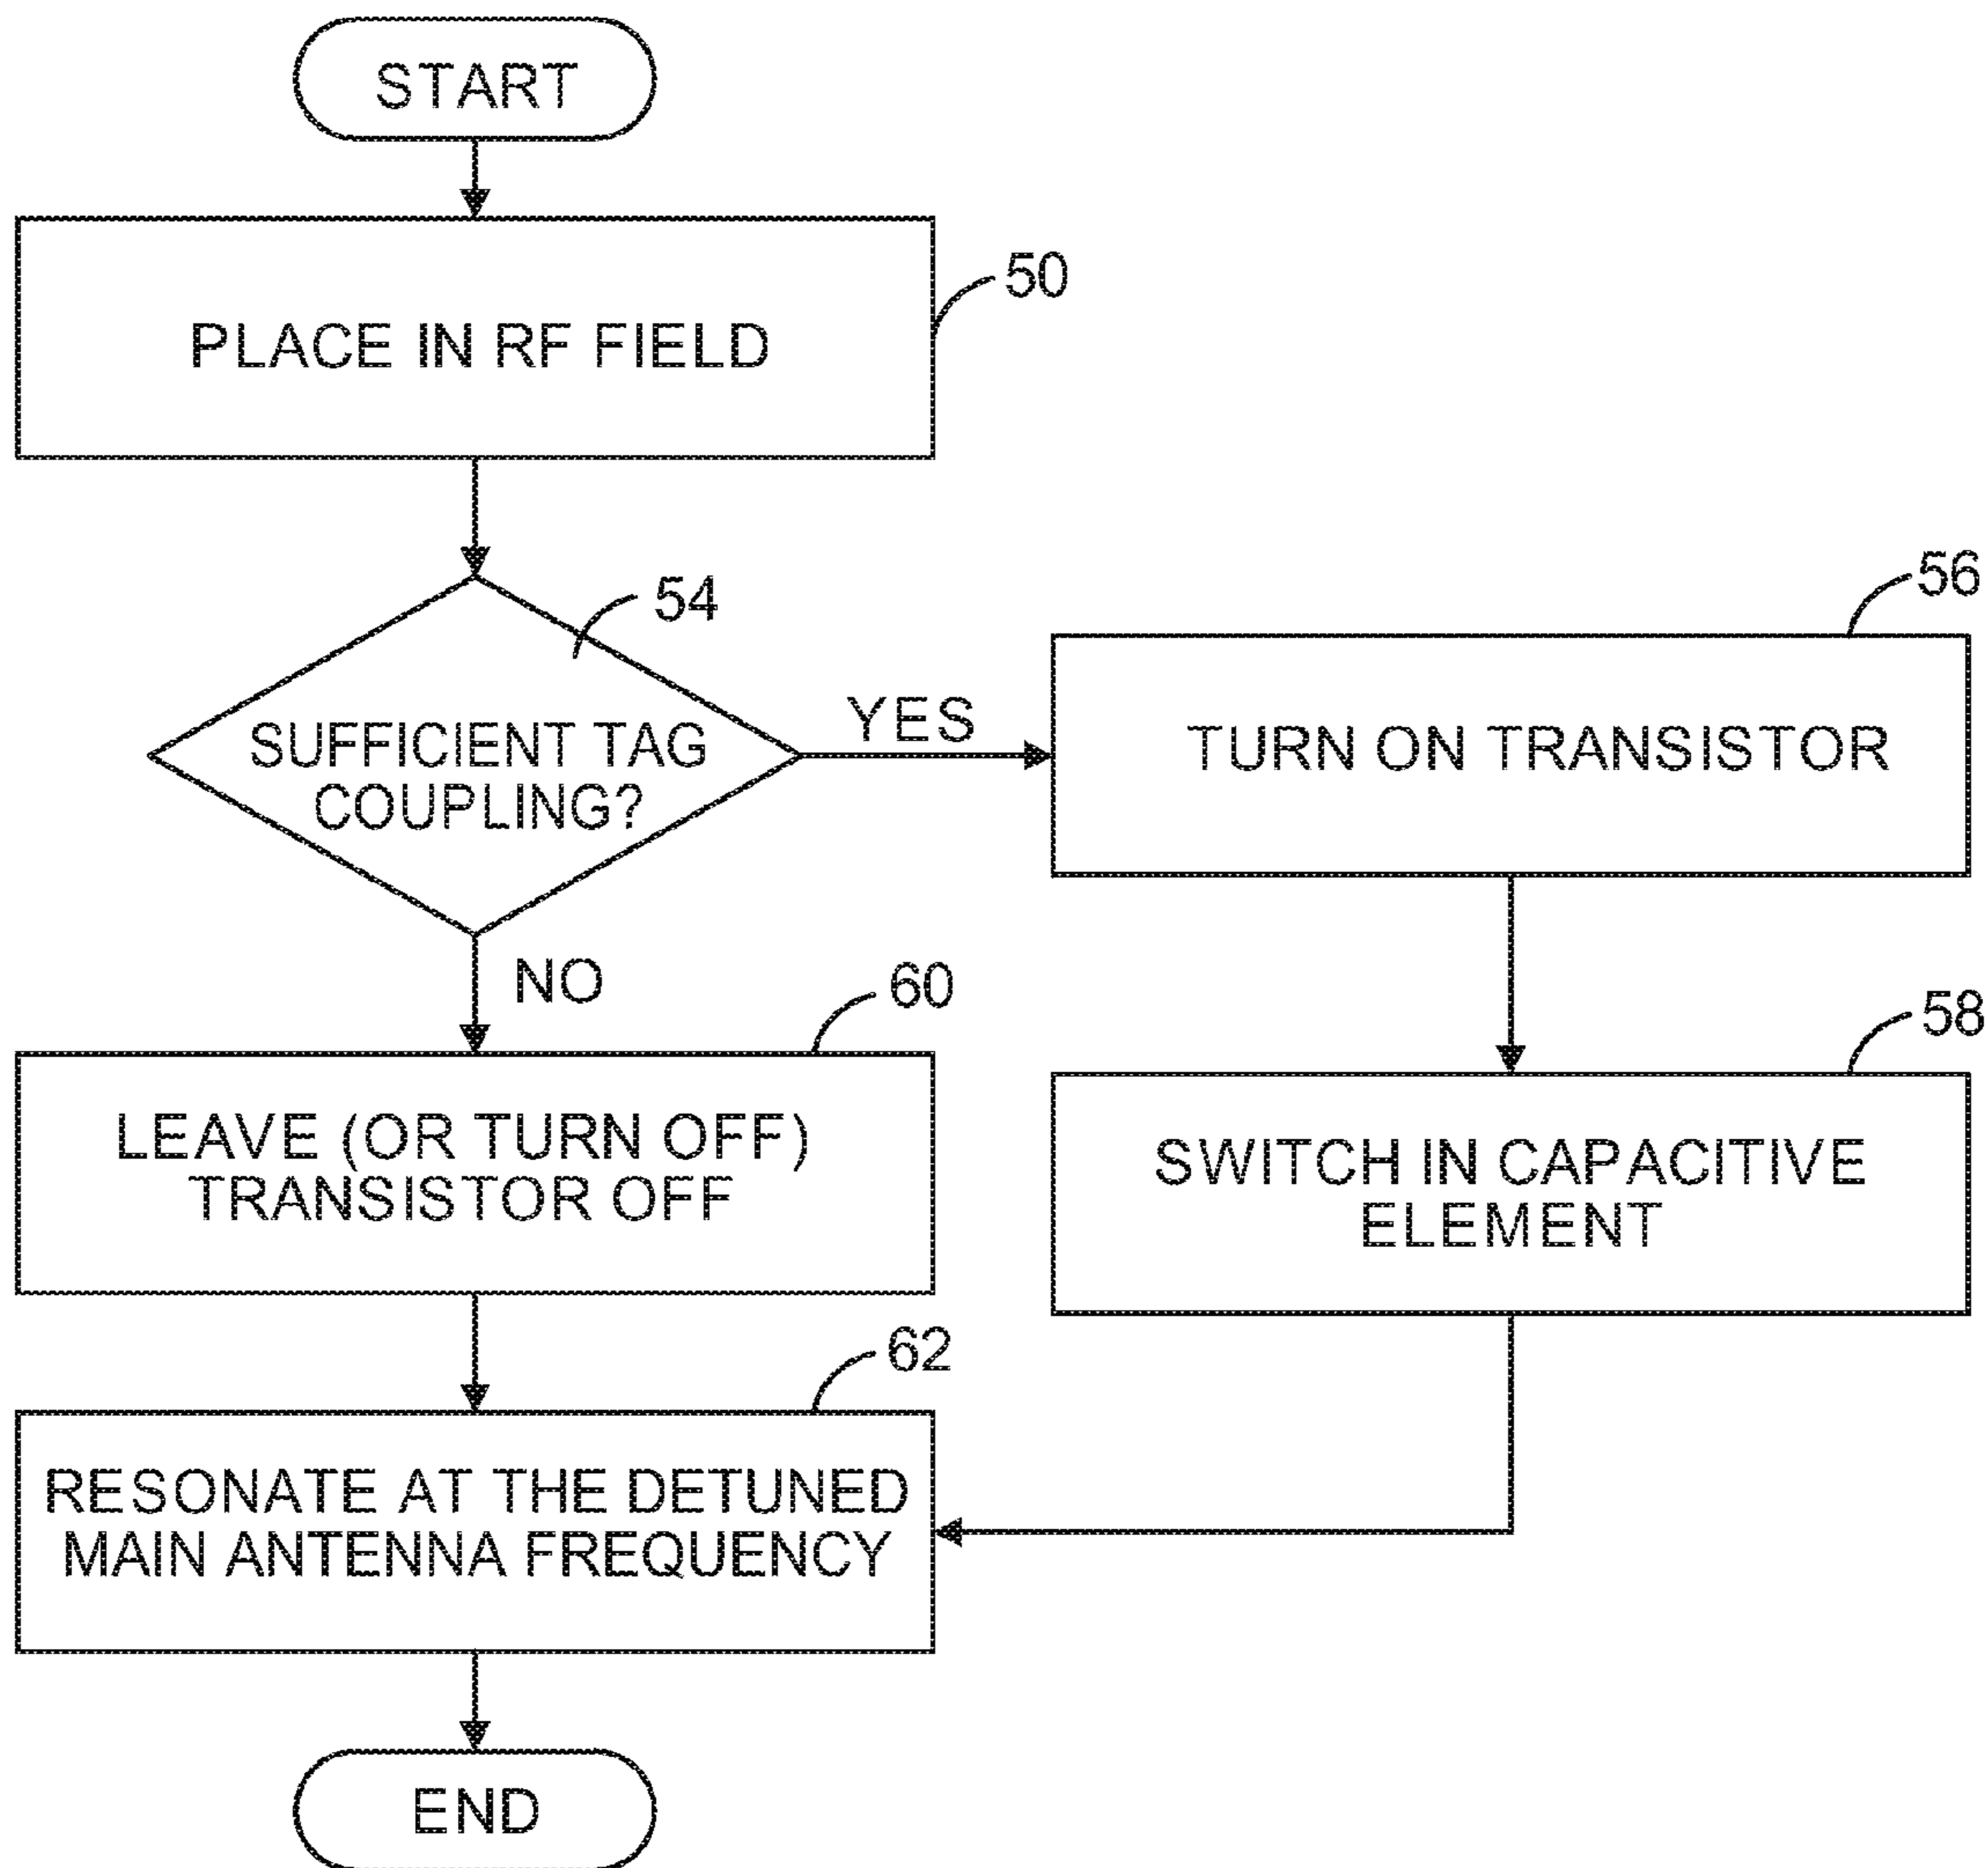 START
PLACE IN RF FIELD
50
54
SUFFICIENT TAG
COUPLING?
YES
56
TURN ON TRANSISTOR
NO
60
LEAVE (OR TURN OFF)
TRANSISTOR OFF
58
SWITCH IN CAPACITIVE
ELEMENT
62
RESONATE AT THE DETUNED
MAIN ANTENNA FREQUENCY
END